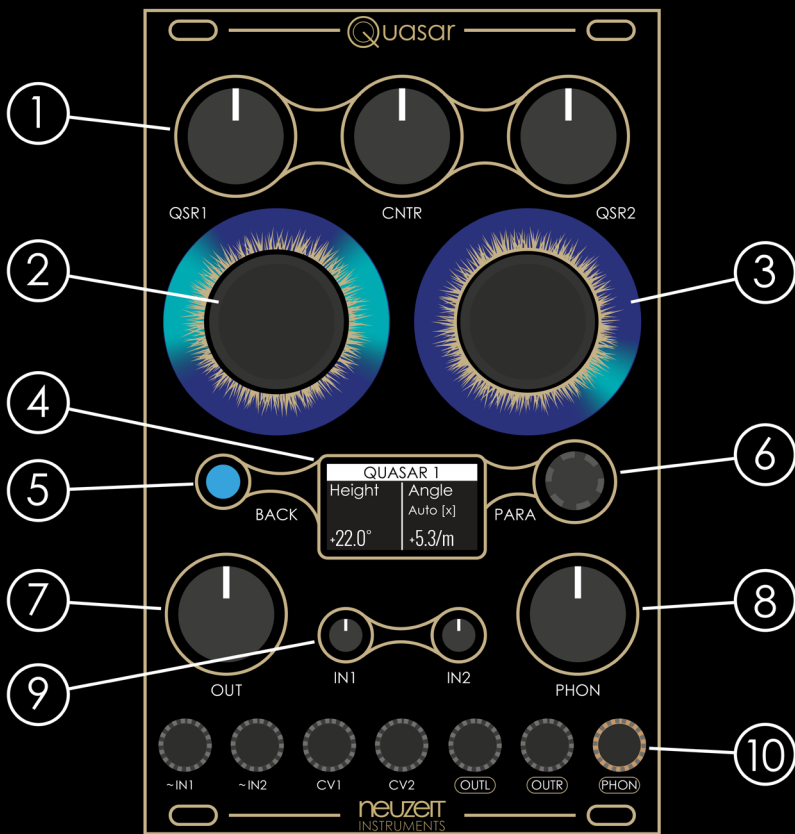 Quasar
1
QSR1 CNTR QSR2
2
3
4
QUASAR 1
Height Angle
Auto [x]
+22.0° +5.3/m
5
6
BACK PARA
7
8
9
OUT IN1 IN2 PHON
10
~IN1 ~IN2 CV1 CV2 OUTL OUTR PHON
neuzeit
INSTRUMENTS